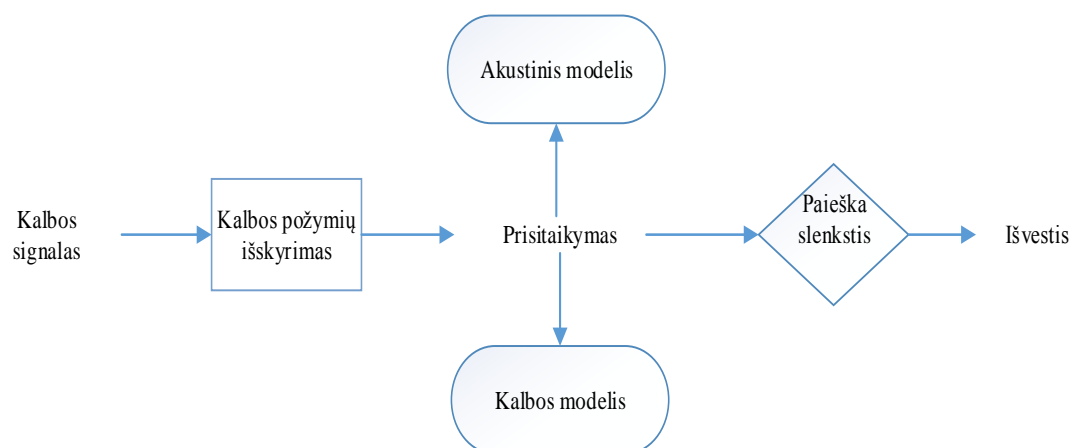 Akustinis modelis
Kalbos
signalas
Kalbos požymių
išskyrimas
Prisitaikymas
Paieška
slenkstis
Išvestis
Kalbos modelis